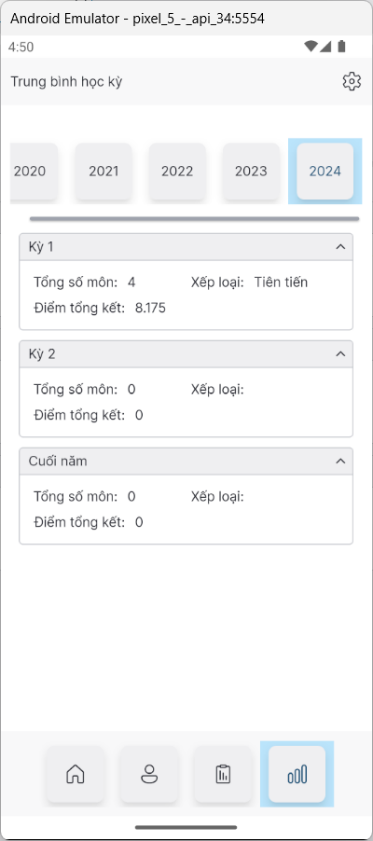 Android Emulator - pixel_5_-_api_34:5554
4:50
Trung bình học kỳ
2020 2021 2022 2023 2024
Kỳ 1
Tổng số môn: 4 Xếp loại: Tiên tiến
Điểm tổng kết: 8.175
Kỳ 2
Tổng số môn: 0 Xếp loại:
Điểm tổng kết: 0
Cuối năm
Tổng số môn: 0 Xếp loại:
Điểm tổng kết: 0